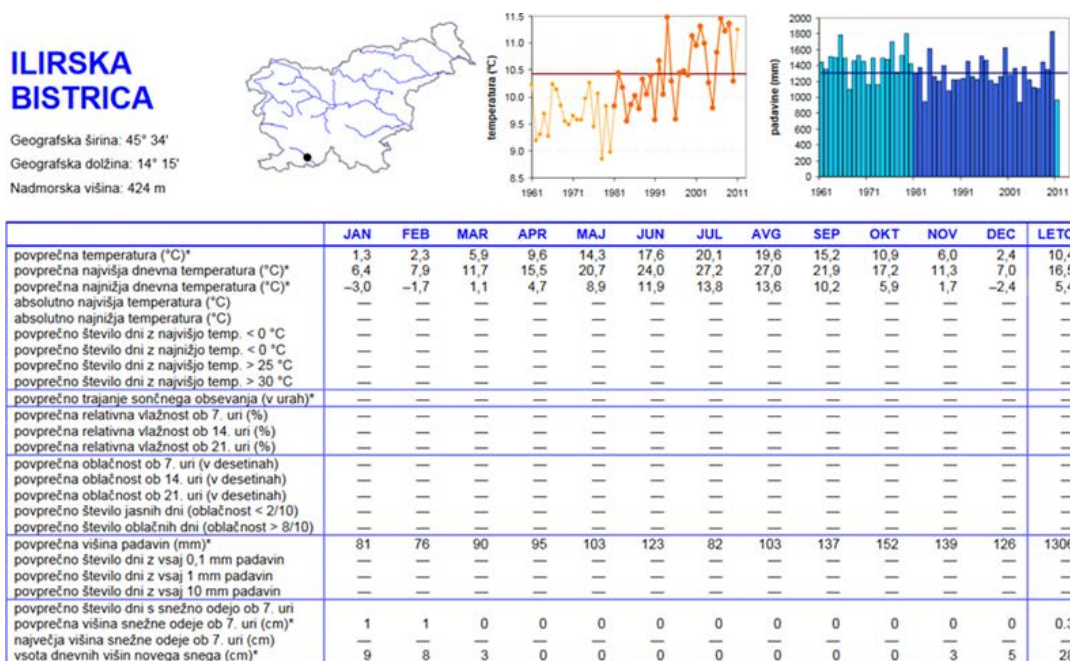 ILIRSKA
BISTRICA
Geografska širina: 45° 34'
Geografska dolžina: 14° 15'
Nadmorska višina: 424 m
temperatura (°C)
11.5
11.0
10.5
10.0
9.5
9.0
8.5
1961 1971 1981 1991 2001 2011
padavine (mm)
2000
1800
1600
1400
1200
1000
800
600
400
200
0
1961 1971 1981 1991 2001 2011
JAN FEB MAR APR MAJ JUN JUL AVG SEP OKT NOV DEC LETO
povprečna temperatura (°C)* 1,3 2,3 5,9 9,6 14,3 17,6 20,1 19,6 15,2 10,9 6,0 2,4 10,4
povprečna najvišja dnevna temperatura (°C)* 6,4 7,9 11,7 15,5 20,7 24,0 27,2 27,0 21,9 17,2 11,3 7,0 16,5
povprečna najnižja dnevna temperatura (°C)* –3,0 –1,7 1,1 4,7 8,9 11,9 13,8 13,6 10,2 5,9 1,7 –2,4 5,4
absolutno najvišja temperatura (°C) — — — — — — — — — — — — —
absolutno najnižja temperatura (°C) — — — — — — — — — — — — —
povprečno število dni z najvišjo temp. < 0 °C — — — — — — — — — — — — —
povprečno število dni z najnižjo temp. < 0 °C — — — — — — — — — — — — —
povprečno število dni z najvišjo temp. > 25 °C — — — — — — — — — — — — —
povprečno število dni z najvišjo temp. > 30 °C — — — — — — — — — — — — —
povprečno trajanje sončnega obsevanja (v urah)* — — — — — — — — — — — — —
povprečna relativna vlažnost ob 7. uri (%) — — — — — — — — — — — — —
povprečna relativna vlažnost ob 14. uri (%) — — — — — — — — — — — — —
povprečna relativna vlažnost ob 21. uri (%) — — — — — — — — — — — — —
povprečna oblačnost ob 7. uri (v desetinah) — — — — — — — — — — — — —
povprečna oblačnost ob 14. uri (v desetinah) — — — — — — — — — — — — —
povprečna oblačnost ob 21. uri (v desetinah) — — — — — — — — — — — — —
povprečno število jasnih dni (oblačnost < 2/10) — — — — — — — — — — — — —
povprečno število oblačnih dni (oblačnost > 8/10) — — — — — — — — — — — — —
povprečna višina padavin (mm)* 81 76 90 95 103 123 82 103 137 152 139 126 1306
povprečno število dni z vsaj 0,1 mm padavin — — — — — — — — — — — — —
povprečno število dni z vsaj 1 mm padavin — — — — — — — — — — — — —
povprečno število dni z vsaj 10 mm padavin — — — — — — — — — — — — —
povprečno število dni s snežno odejo ob 7. uri
povprečna višina snežne odeje ob 7. uri (cm)* 1 1 0 0 0 0 0 0 0 0 0 0 0.3
največja višina snežne odeje ob 7. uri (cm) — — — — — — — — — — — — —
vsota dnevnih višin novega snega (cm)* 9 8 3 0 0 0 0 0 0 0 3 5 28